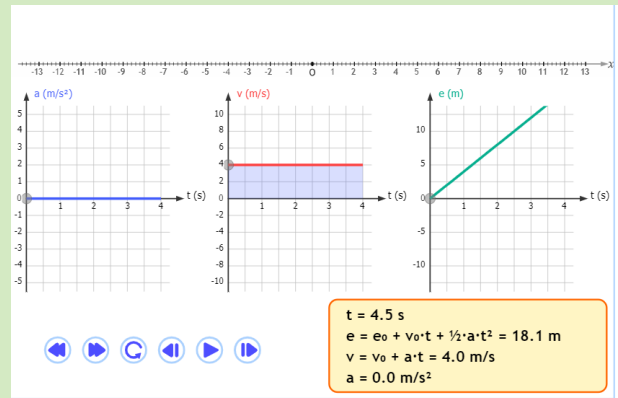 -13 -12 -11 -10 -9 -8 -7 -6 -5 -4 -3 -2 -1 O 1 2 3 4 5 6 7 8 9 10 11 12 13 x
a (m/s²)
5
4
3
2
1
0
-1
-2
-3
-4
-5
1 2 3 4
t (s)
v (m/s)
10
8
6
4
2
0
-2
-4
-6
-8
-10
1 2 3 4
t (s)
e (m)
10
5
0
-5
-10
1 2 3 4
t (s)
t = 4.5 s
e = e₀ + v₀·t + ½·a·t² = 18.1 m
v = v₀ + a·t = 4.0 m/s
a = 0.0 m/s²